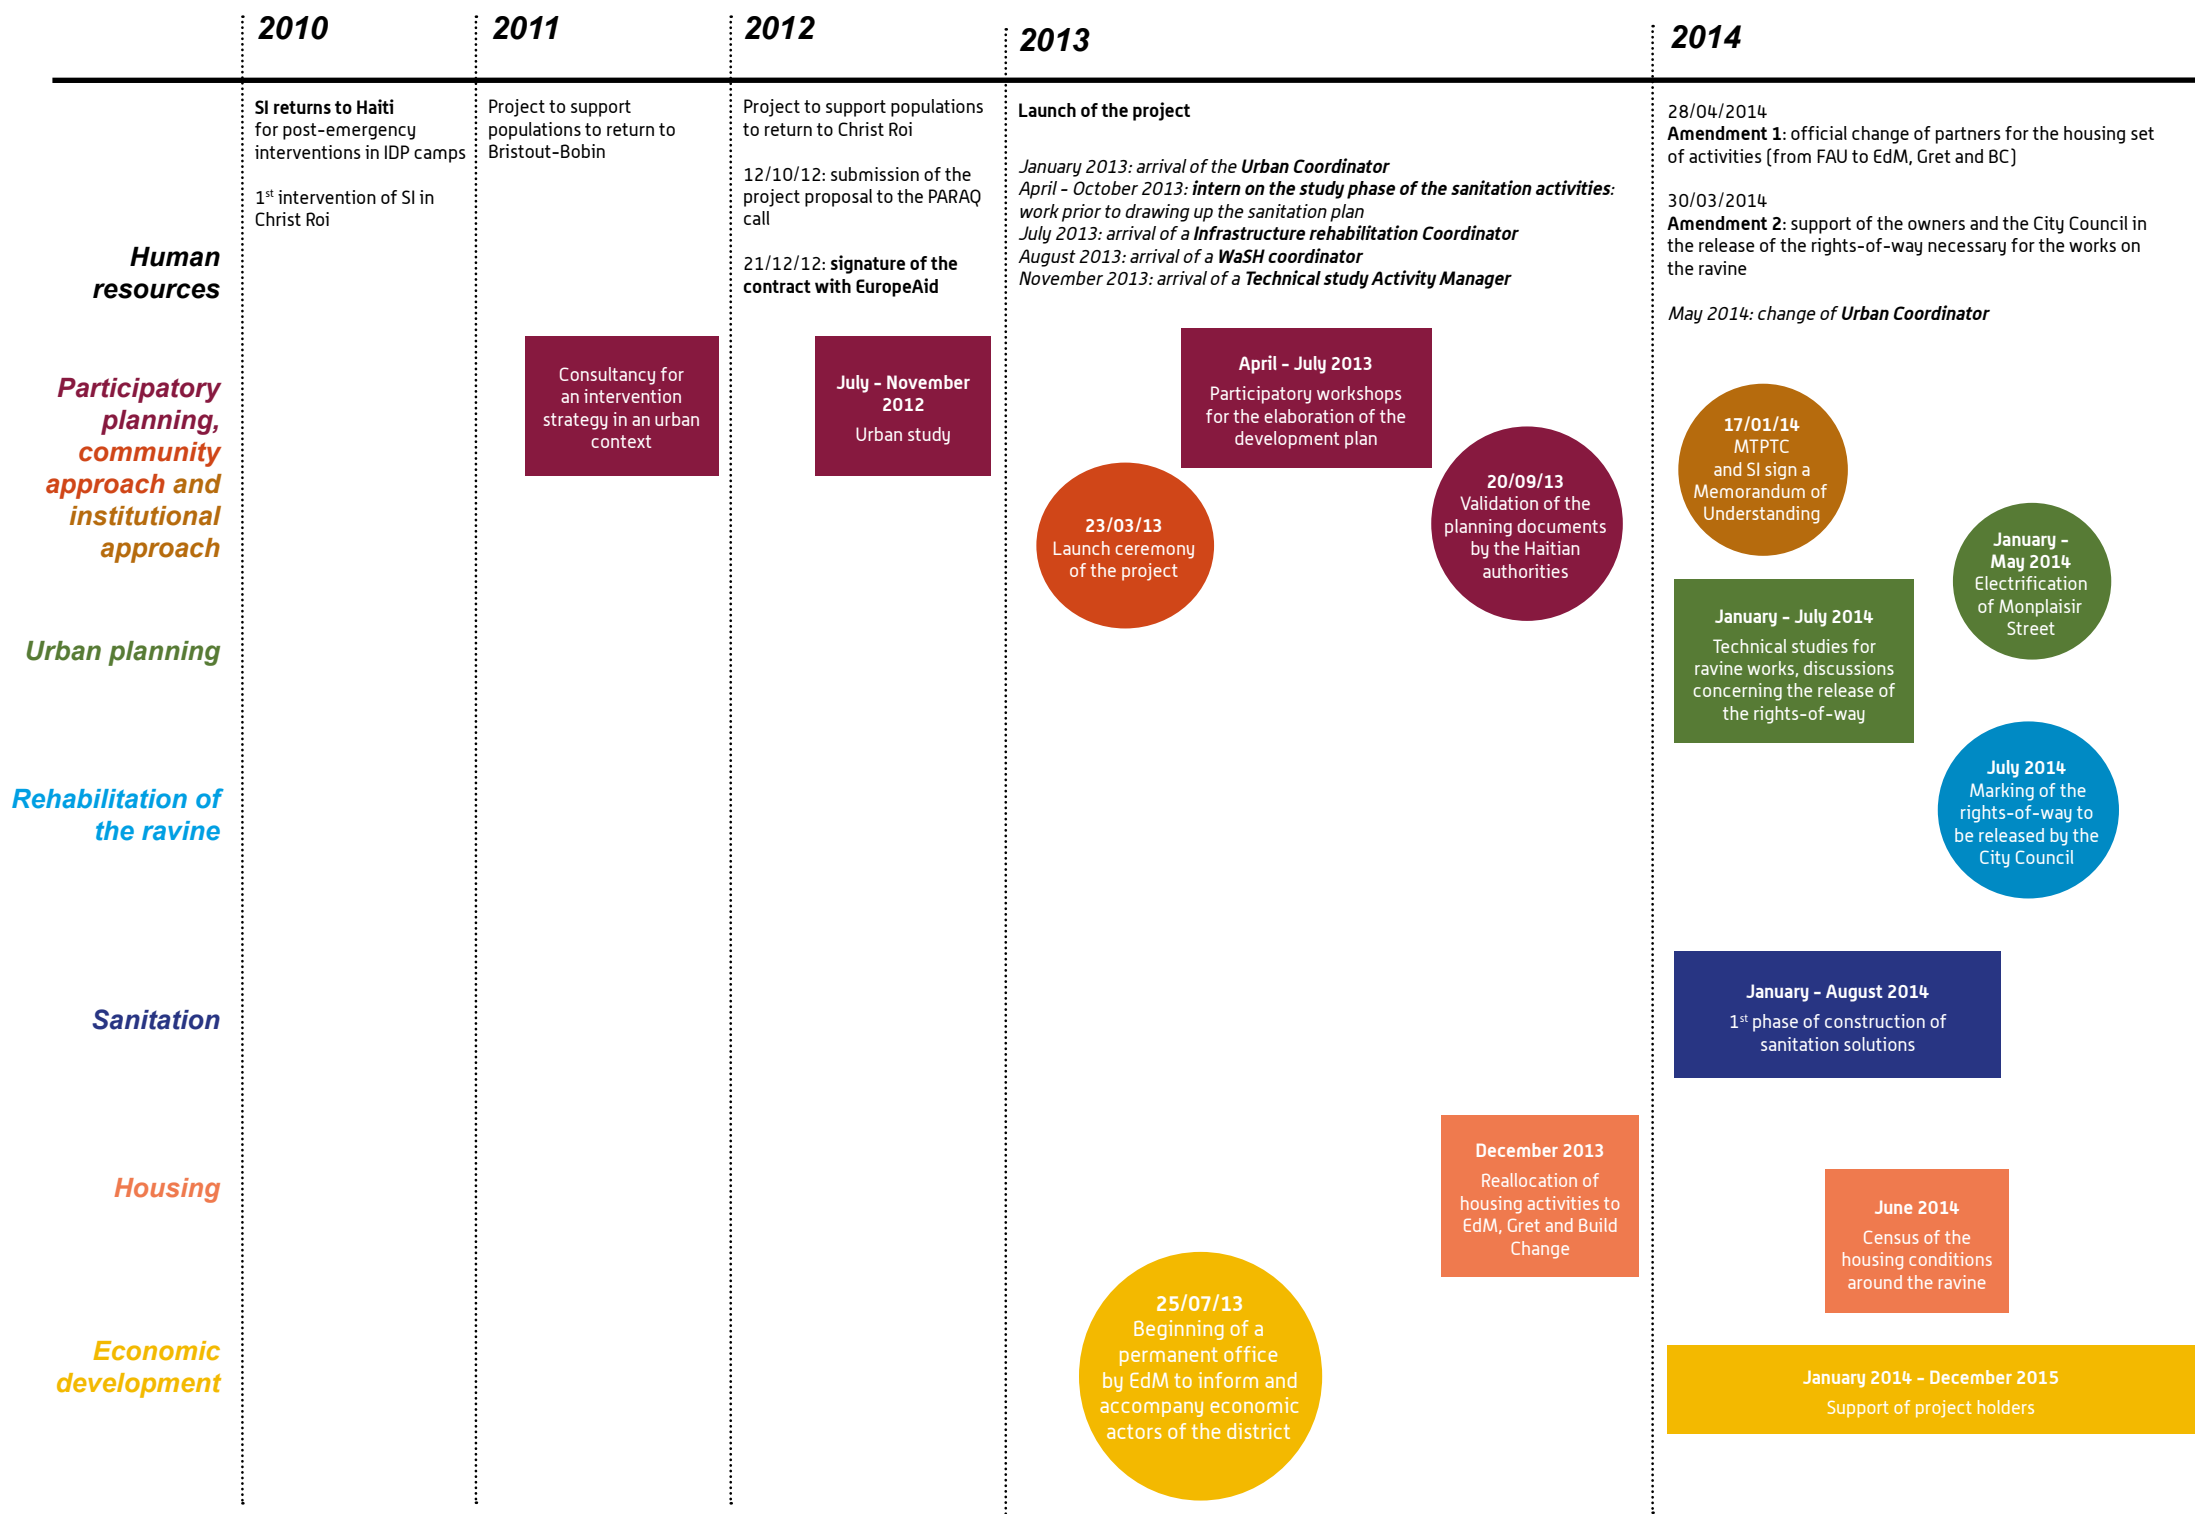 2010
2011
2012
2013
2014
SI returns to Haiti
for post-emergency
interventions in IDP camps
1st intervention of SI in
Christ Roi
Project to support
populations to return to
Bristout-Bobin
Project to support populations
to return to Christ Roi
12/10/12: submission of the
project proposal to the PARAQ
call
21/12/12: signature of the
contract with EuropeAid
Launch of the project
January 2013: arrival of the Urban Coordinator
April - October 2013: intern on the study phase of the sanitation activities:
work prior to drawing up the sanitation plan
July 2013: arrival of a Infrastructure rehabilitation Coordinator
August 2013: arrival of a WaSH coordinator
November 2013: arrival of a Technical study Activity Manager
28/04/2014
Amendment 1: official change of partners for the housing set
of activities (from FAU to EdM, Gret and BC)
30/03/2014
Amendment 2: support of the owners and the City Council in
the release of the rights-of-way necessary for the works on
the ravine
May 2014: change of Urban Coordinator
Human
resources
Participatory
planning,
community
approach and
institutional
approach
Consultancy for
an intervention
strategy in an urban
context
July - November
2012
Urban study
April - July 2013
Participatory workshops
for the elaboration of the
development plan
23/03/13
Launch ceremony
of the project
20/09/13
Validation of the
planning documents
by the Haitian
authorities
17/01/14
MTPTC
and SI sign a
Memorandum of
Understanding
Urban planning
January -
May 2014
Electrification
of Monplaisir
Street
January - July 2014
Technical studies for
ravine works, discussions
concerning the release of
the rights-of-way
Rehabilitation of
the ravine
July 2014
Marking of the
rights-of-way to
be released by the
City Council
Sanitation
January - August 2014
1st phase of construction of
sanitation solutions
Housing
December 2013
Reallocation of
housing activities to
EdM, Gret and Build
Change
June 2014
Census of the
housing conditions
around the ravine
Economic
development
25/07/13
Beginning of a
permanent office
by EdM to inform and
accompany economic
actors of the district
January 2014 - December 2015
Support of project holders